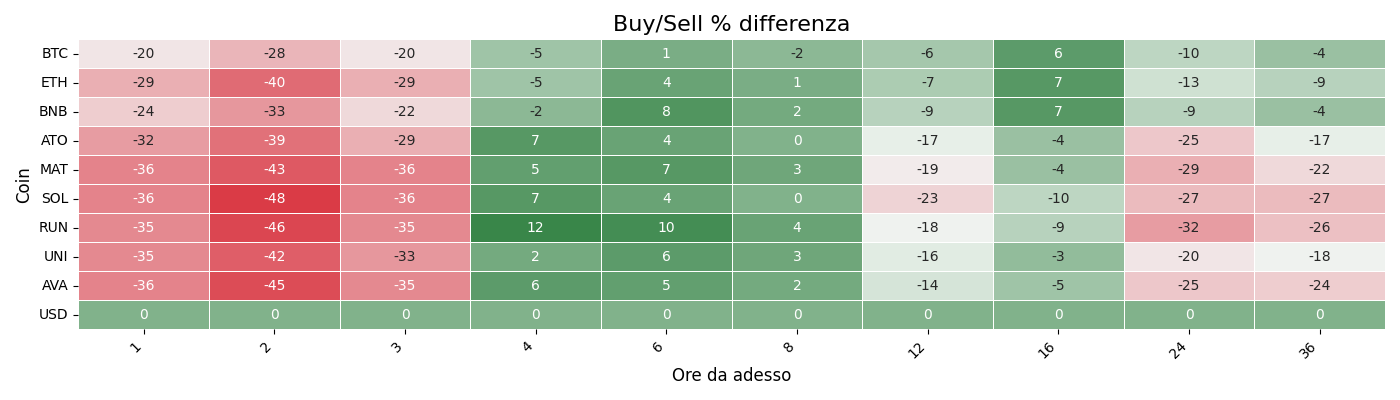 Buy/Sell % differenza
Coin
BTC -20 -28 -20 -5 1 -2 -6 6 -10 -4
ETH -29 -40 -29 -5 4 1 -7 7 -13 -9
BNB -24 -33 -22 -2 8 2 -9 7 -9 -4
ATO -32 -39 -29 7 4 0 -17 -4 -25 -17
MAT -36 -43 -36 5 7 3 -19 -4 -29 -22
SOL -36 -48 -36 7 4 0 -23 -10 -27 -27
RUN -35 -46 -35 12 10 4 -18 -9 -32 -26
UNI -35 -42 -33 2 6 3 -16 -3 -20 -18
AVA -36 -45 -35 6 5 2 -14 -5 -25 -24
USD 0 0 0 0 0 0 0 0 0 0
1 2 3 4 6 8 12 16 24 36
Ore da adesso